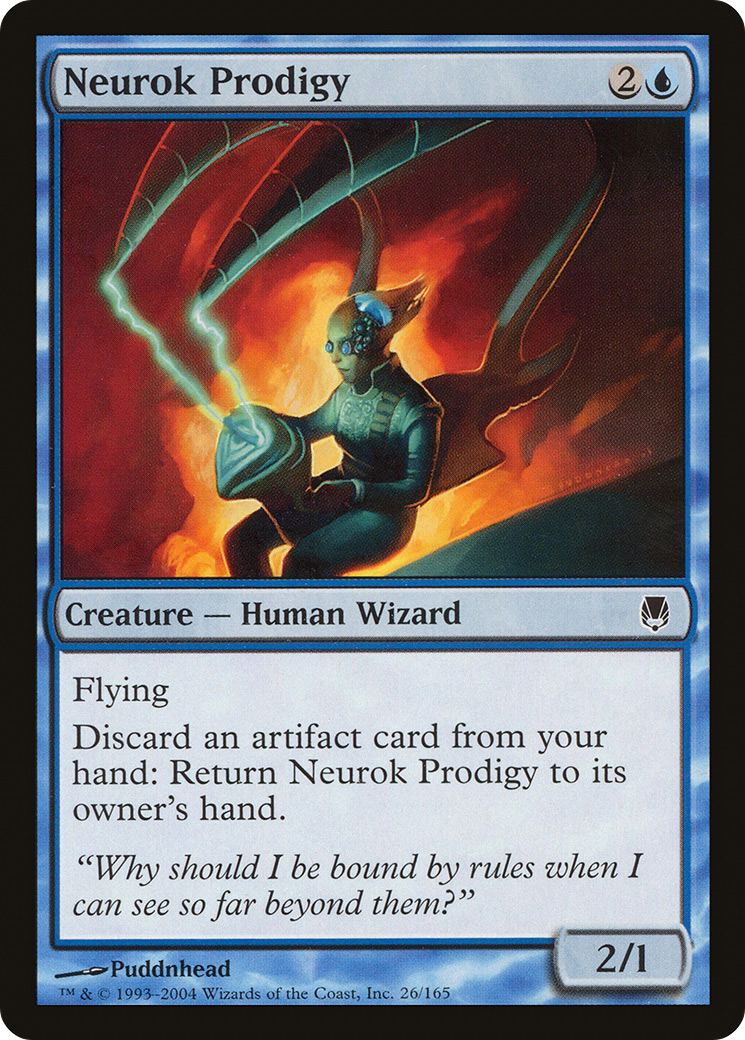 Neurok Prodigy 2
Creature — Human Wizard
Flying
Discard an artifact card from your
hand: Return Neurok Prodigy to its
owner's hand.
“Why should I be bound by rules when I
can see so far beyond them?”
2/1
Puddnhead
™ & © 1993–2004 Wizards of the Coast, Inc. 26/165